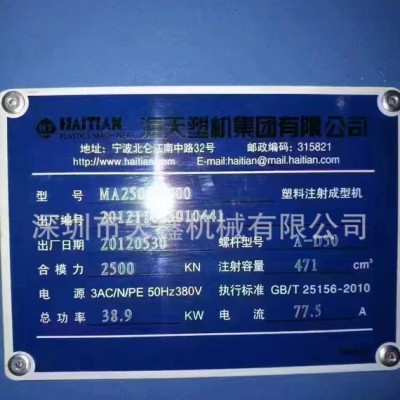 HAITIAN 海天塑机集团有限公司
PLASTICS MACHINERY
地址：宁波北仑江南中路32号 邮政编码：315821
http://www.haitian.com E-mail:haitian@mail.haitian.com
型 号 塑料注射成型机
出厂编号
深圳市天鑫机械有限公司
出厂日期 20120530 螺杆型号 A-D50
合模力 2500 KN 注射容量 471 cm³
电 源 3AC/N/PE 50Hz380V 执行标准 GB/T 25156-2010
总功率 38.9 KW 电 流 77.5 A